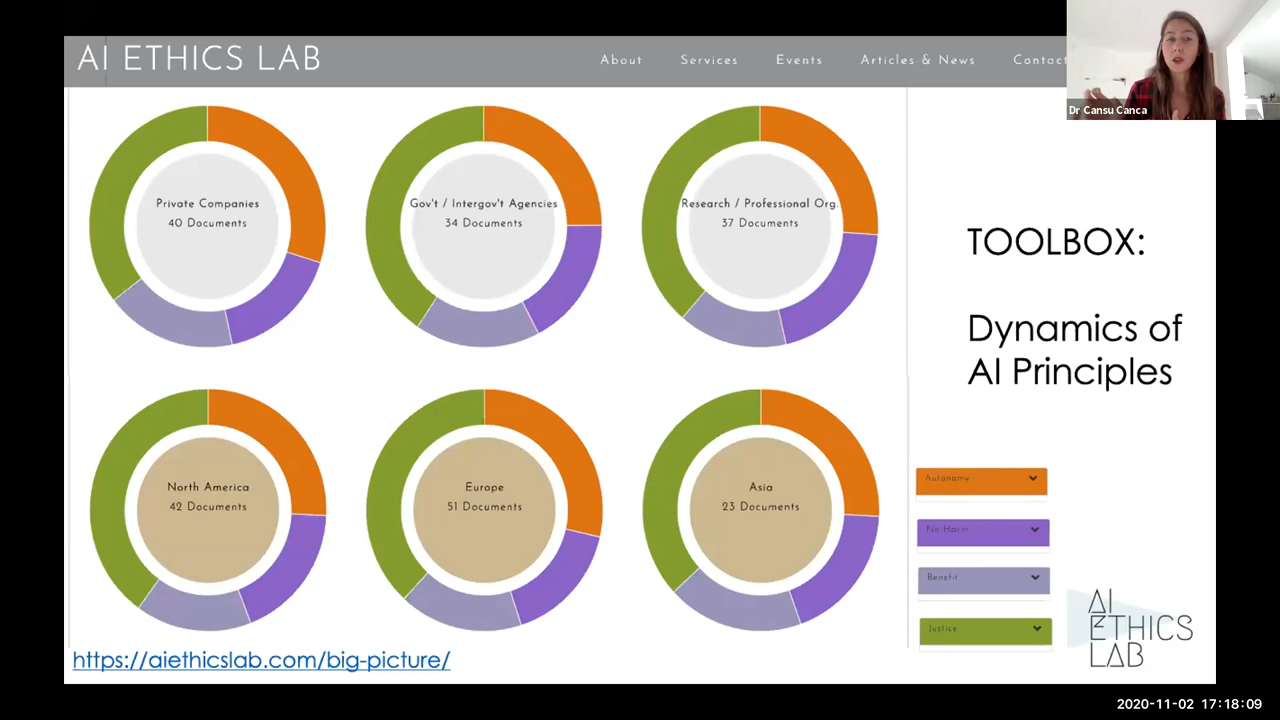 AI ETHICS LAB
About Services Events Articles & News Contact
Dr Cansu Canca
Private Companies
40 Documents
Gov't / Intergov't Agencies
34 Documents
Research / Professional Org.
37 Documents
TOOLBOX:
Dynamics of
AI Principles
North America
42 Documents
Europe
51 Documents
Asia
23 Documents
Autonomy
No Harm
Benefit
Justice
AI
ETHICS
LAB
https://aiethicslab.com/big-picture/
2020-11-02 17:18:09